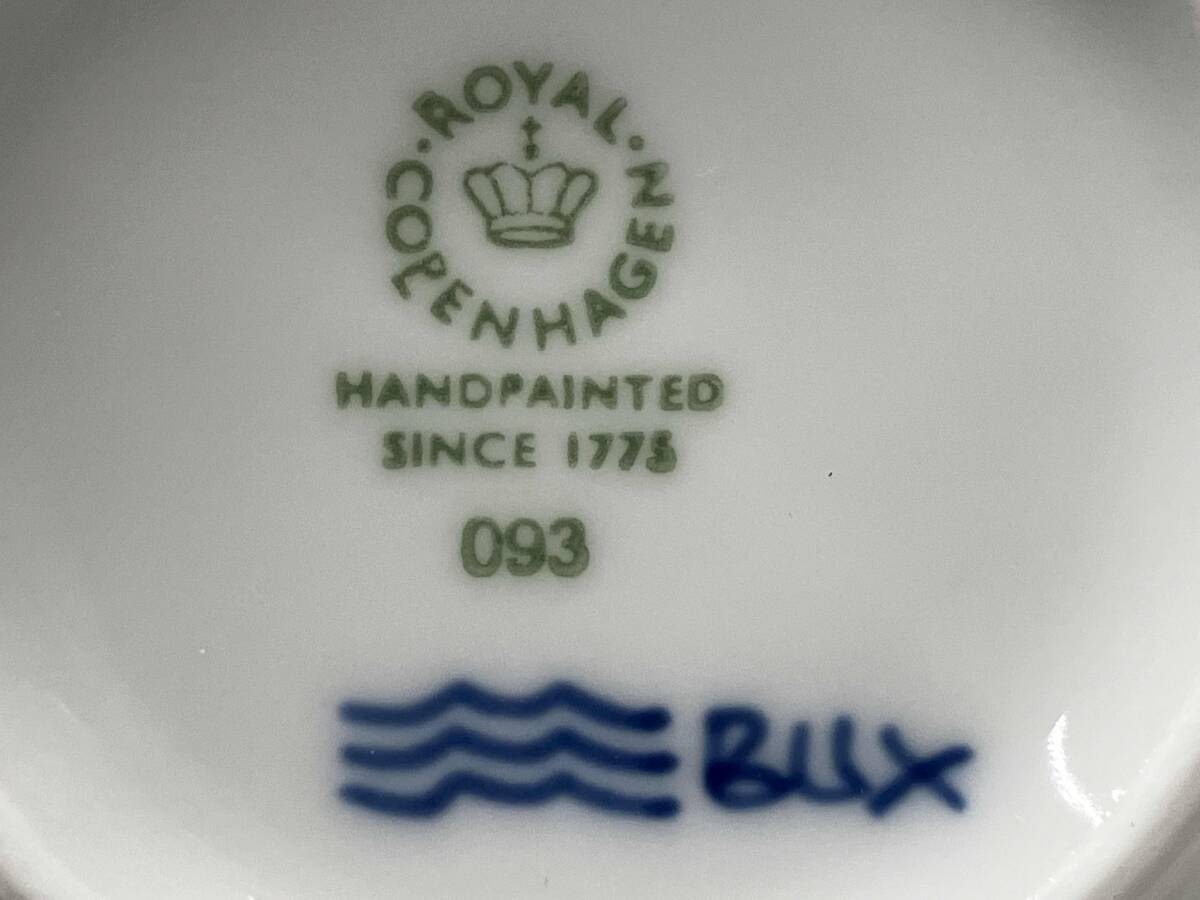 ROYAL · COPENHAGEN ·
HANDPAINTED
SINCE 1775
093
BUX